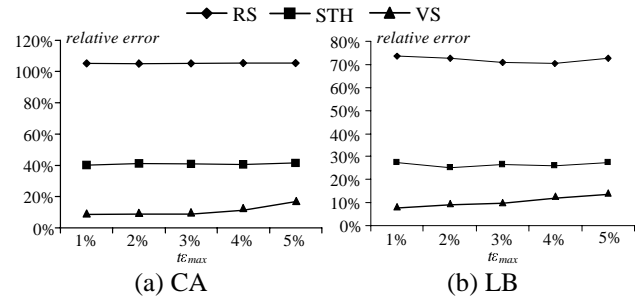 RS STH VS
relative error
120%
100%
80%
60%
40%
20%
0%
1% 2% 3% 4% 5%
tεmax
(a) CA
relative error
80%
70%
60%
50%
40%
30%
20%
10%
0%
1% 2% 3% 4% 5%
tεmax
(b) LB